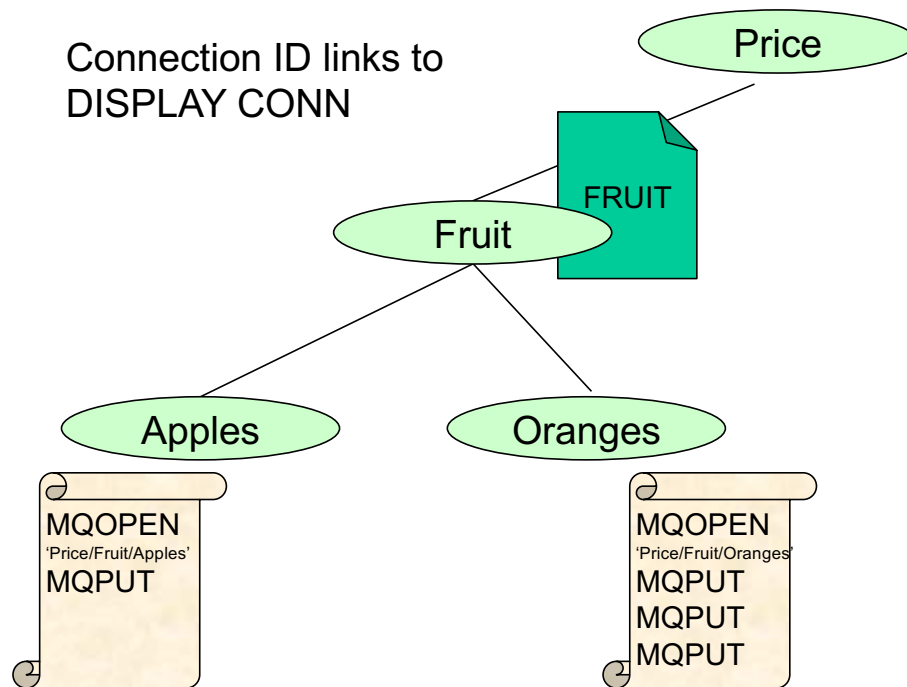 Connection ID links to
DISPLAY CONN
Price
FRUIT
Fruit
Apples
Oranges
MQOPEN
‘Price/Fruit/Apples’
MQPUT
MQOPEN
‘Price/Fruit/Oranges’
MQPUT
MQPUT
MQPUT